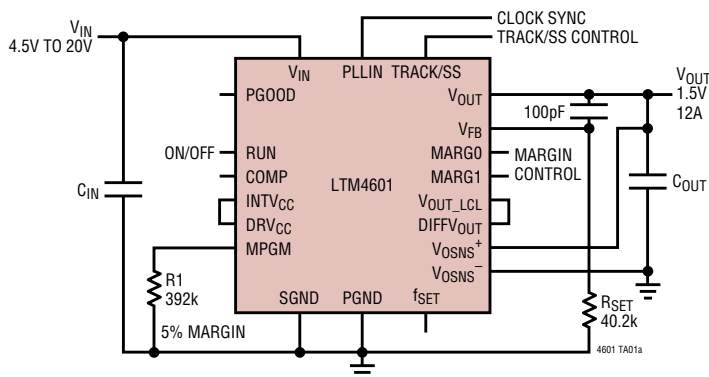 CLOCK SYNC
TRACK/SS CONTROL
VIN
4.5V TO 20V
VIN PLLIN TRACK/SS
PGOOD
VOUT
VOUT
1.5V
12A
100pF
VFB
ON/OFF
RUN
MARG0
MARGIN
CONTROL
COMP
MARG1
CIN
LTM4601
COUT
INTVCC
VOUT_LCL
DRVCC
DIFFVOUT
MPGM
VOSNS+
VOSNS–
R1
392k
SGND PGND fSET
RSET
40.2k
5% MARGIN
4601 TA01a